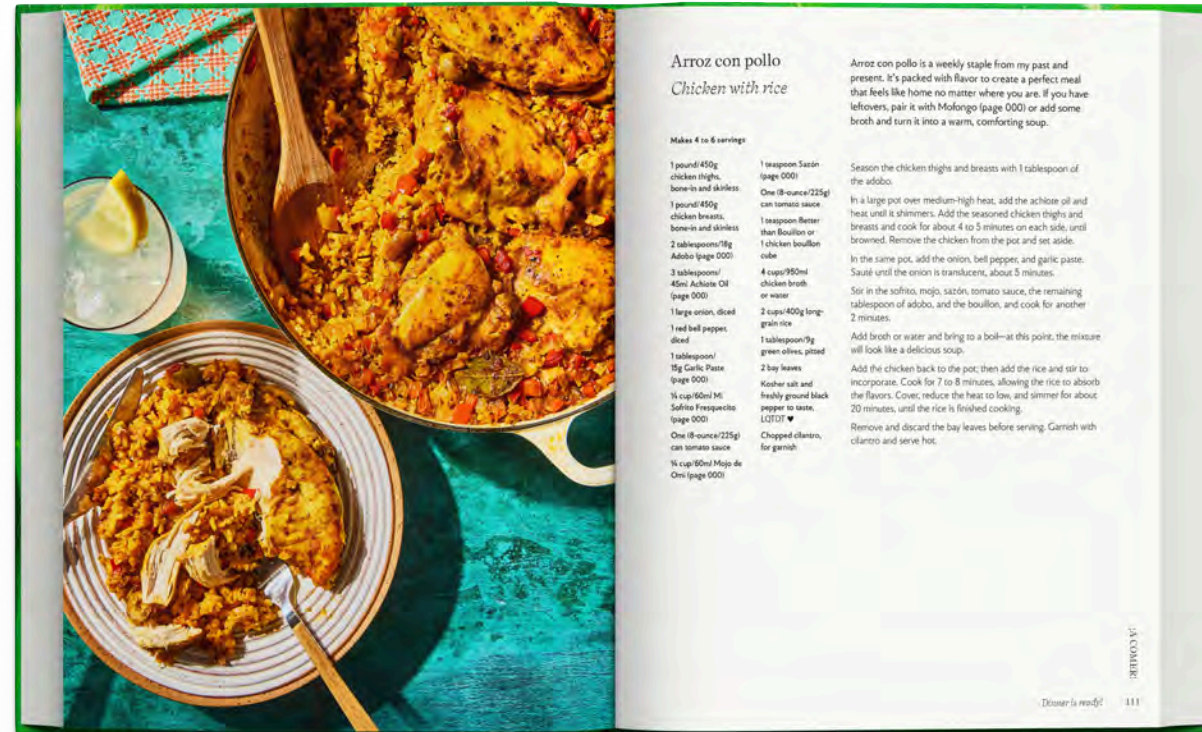 Arroz con pollo
Chicken with rice
Makes 4 to 6 servings
1 pound/450g
chicken thighs,
bone-in and skinless
1 pound/450g
chicken breasts,
bone-in and skinless
2 tablespoons/18g
Adobo (page 000)
3 tablespoons/
45ml Achiote Oil
(page 000)
1 large onion, diced
1 red bell pepper,
diced
1 tablespoon/
15g Garlic Paste
(page 000)
¼ cup/60ml Mi
Sofrito Fresquecito
(page 000)
One (8-ounce/225g)
can tomato sauce
¼ cup/60ml Mojo de
Omi (page 000)
1 teaspoon Sazón
(page 000)
One (8-ounce/225g)
can tomato sauce
1 teaspoon Better
than Bouillon or
1 chicken bouillon
cube
4 cups/950ml
chicken broth
or water
2 cups/400g long-
grain rice
1 tablespoon/9g
green olives, pitted
2 bay leaves
Kosher salt and
freshly ground black
pepper to taste,
LQTDT ♥
Chopped cilantro,
for garnish
Arroz con pollo is a weekly staple from my past and
present. It's packed with flavor to create a perfect meal
that feels like home no matter where you are. If you have
leftovers, pair it with Mofongo (page 000) or add some
broth and turn it into a warm, comforting soup.
Season the chicken thighs and breasts with 1 tablespoon of
the adobo.
In a large pot over medium-high heat, add the achiote oil and
heat until it shimmers. Add the seasoned chicken thighs and
breasts and cook for about 4 to 5 minutes on each side, until
browned. Remove the chicken from the pot and set aside.
In the same pot, add the onion, bell pepper, and garlic paste.
Sauté until the onion is translucent, about 5 minutes.
Stir in the sofrito, mojo, sazón, tomato sauce, the remaining
tablespoon of adobo, and the bouillon, and cook for another
2 minutes.
Add broth or water and bring to a boil—at this point, the mixture
will look like a delicious soup.
Add the chicken back to the pot; then add the rice and stir to
incorporate. Cook for 7 to 8 minutes, allowing the rice to absorb
the flavors. Cover, reduce the heat to low, and simmer for about
20 minutes, until the rice is finished cooking.
Remove and discard the bay leaves before serving. Garnish with
cilantro and serve hot.
¡A COMER!
Dinner is ready! 111